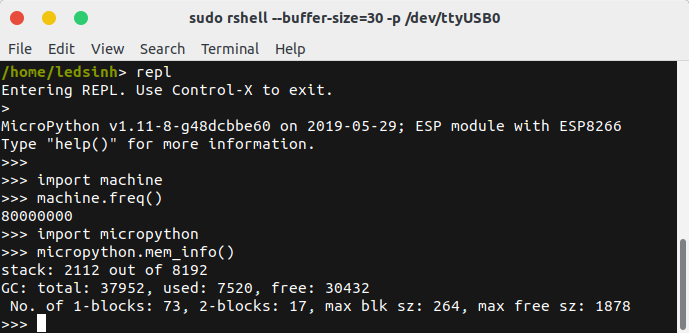 sudo rshell --buffer-size=30 -p /dev/ttyUSB0
File Edit View Search Terminal Help
/home/ledsinh> repl
Entering REPL. Use Control-X to exit.
>
MicroPython v1.11-8-g48dcbbe60 on 2019-05-29; ESP module with ESP8266
Type "help()" for more information.
>>>
>>> import machine
>>> machine.freq()
80000000
>>> import micropython
>>> micropython.mem_info()
stack: 2112 out of 8192
GC: total: 37952, used: 7520, free: 30432
 No. of 1-blocks: 73, 2-blocks: 17, max blk sz: 264, max free sz: 1878
>>>